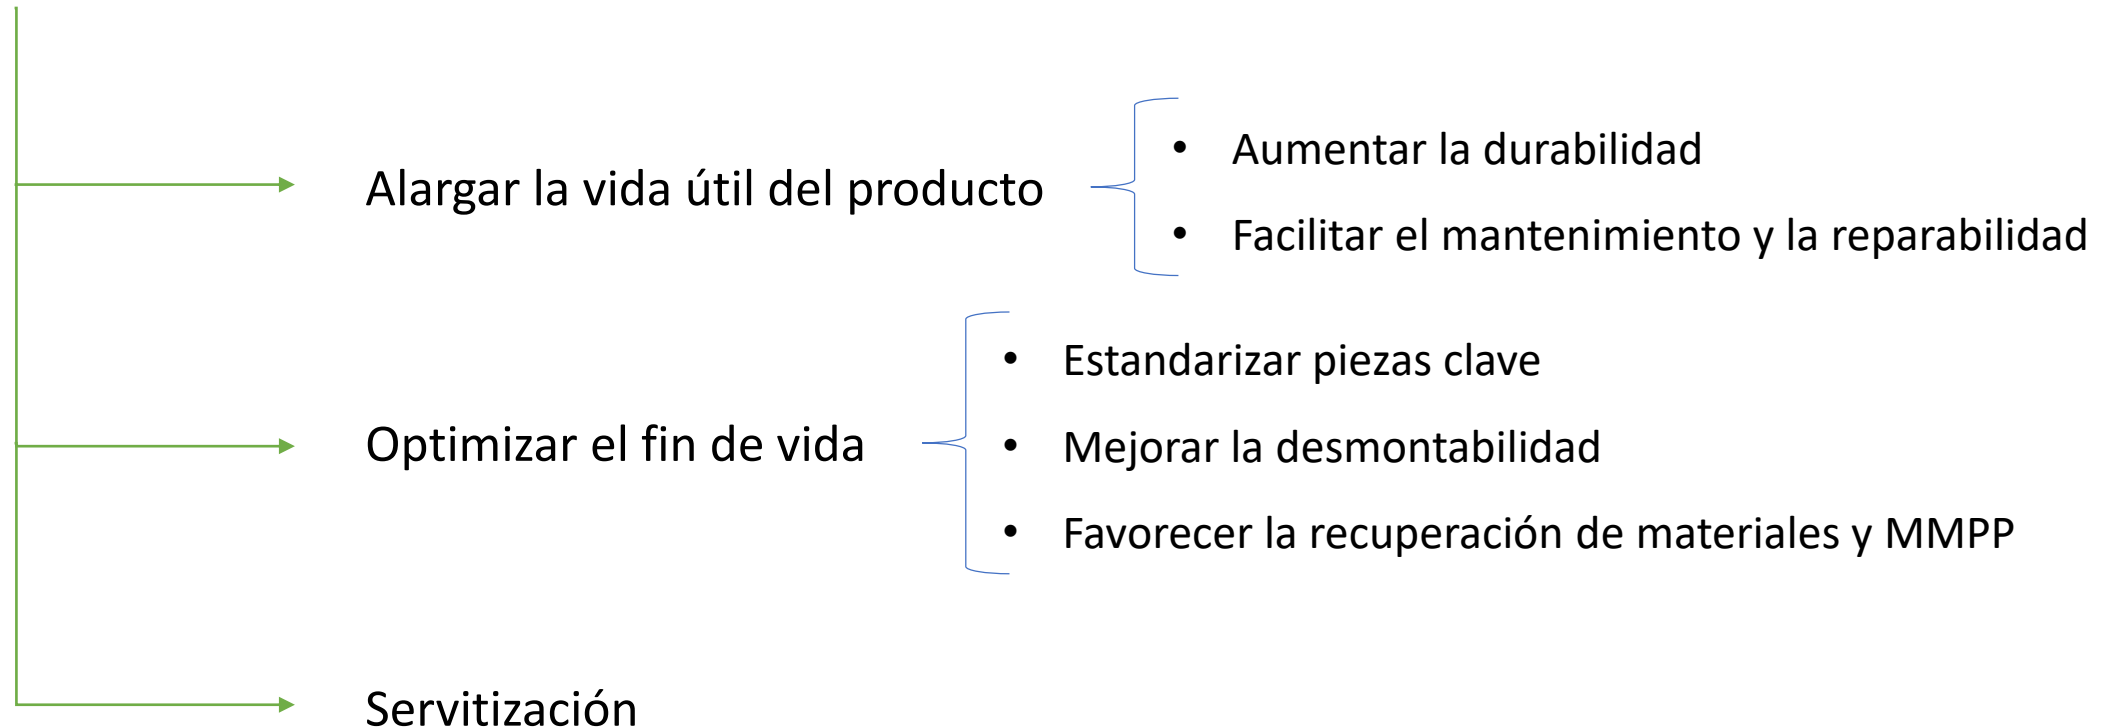 Alargar la vida útil del producto
• Aumentar la durabilidad
• Facilitar el mantenimiento y la reparabilidad
Optimizar el fin de vida
• Estandarizar piezas clave
• Mejorar la desmontabilidad
• Favorecer la recuperación de materiales y MMPP
Servitización